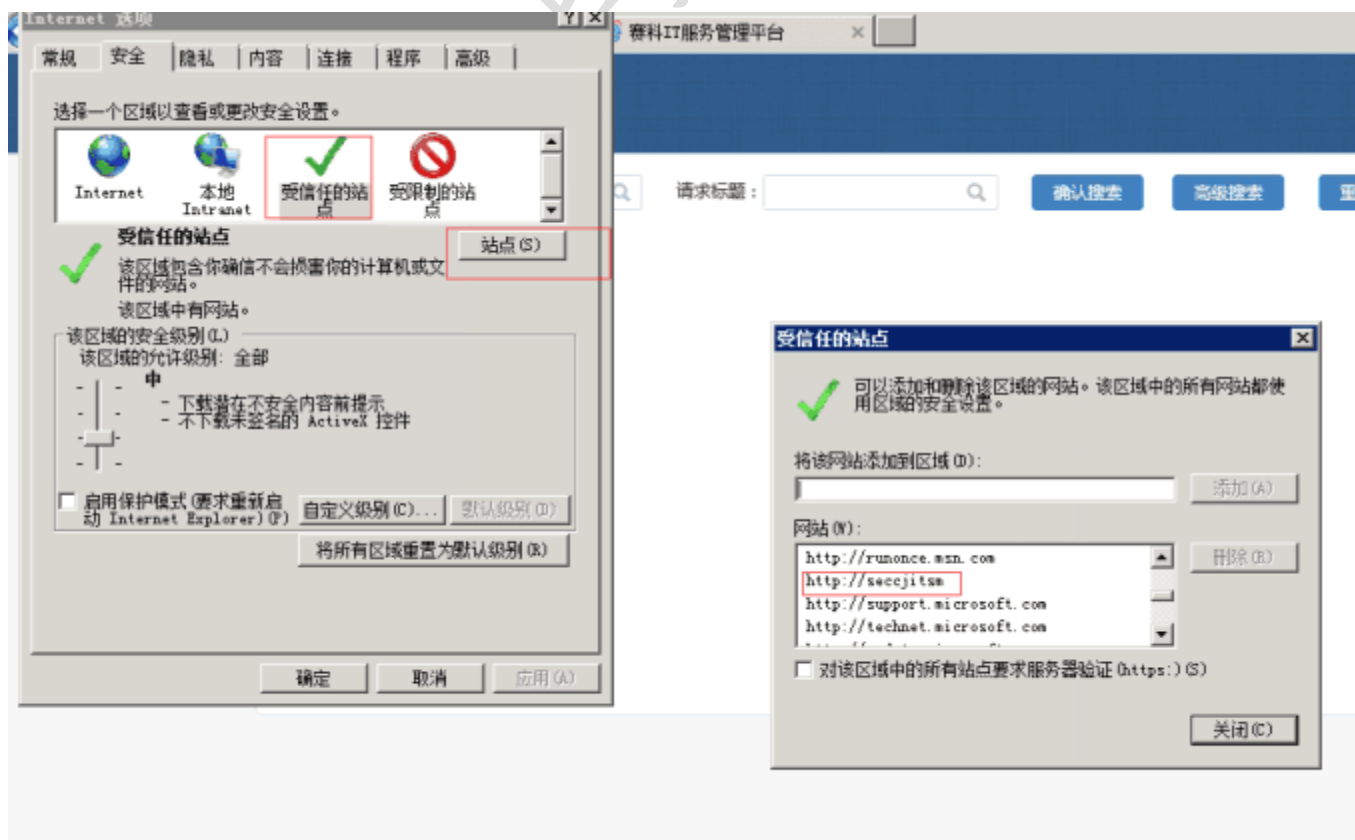 Internet 选项
赛科IT服务管理平台
常规 安全 隐私 内容 连接 程序 高级
选择一个区域以查看或更改安全设置。
Internet
本地
Intranet
受信任的站
点
受限制的站
点
请求标题：
确认搜索
高级搜索
受信任的站点
站点(S)
该区域包含你确信不会损害你的计算机或文
件的网站。
该区域中有网站。
该区域的安全级别(L)
该区域的允许级别: 全部
中
- 下载潜在不安全内容前提示
- 不下载未签名的 ActiveX 控件
启用保护模式(要求重新启
动 Internet Explorer)(P)
自定义级别(C)...
默认级别(D)
将所有区域重置为默认级别(R)
确定
取消
应用(A)
受信任的站点
可以添加和删除该区域的网站。该区域中的所有网站都使
用区域的安全设置。
将该网站添加到区域(D):
添加(A)
网站(W):
http://runonce.msn.com
http://seccjitsm
http://support.microsoft.com
http://technet.microsoft.com
删除(R)
对该区域中的所有站点要求服务器验证(https:)(S)
关闭(C)